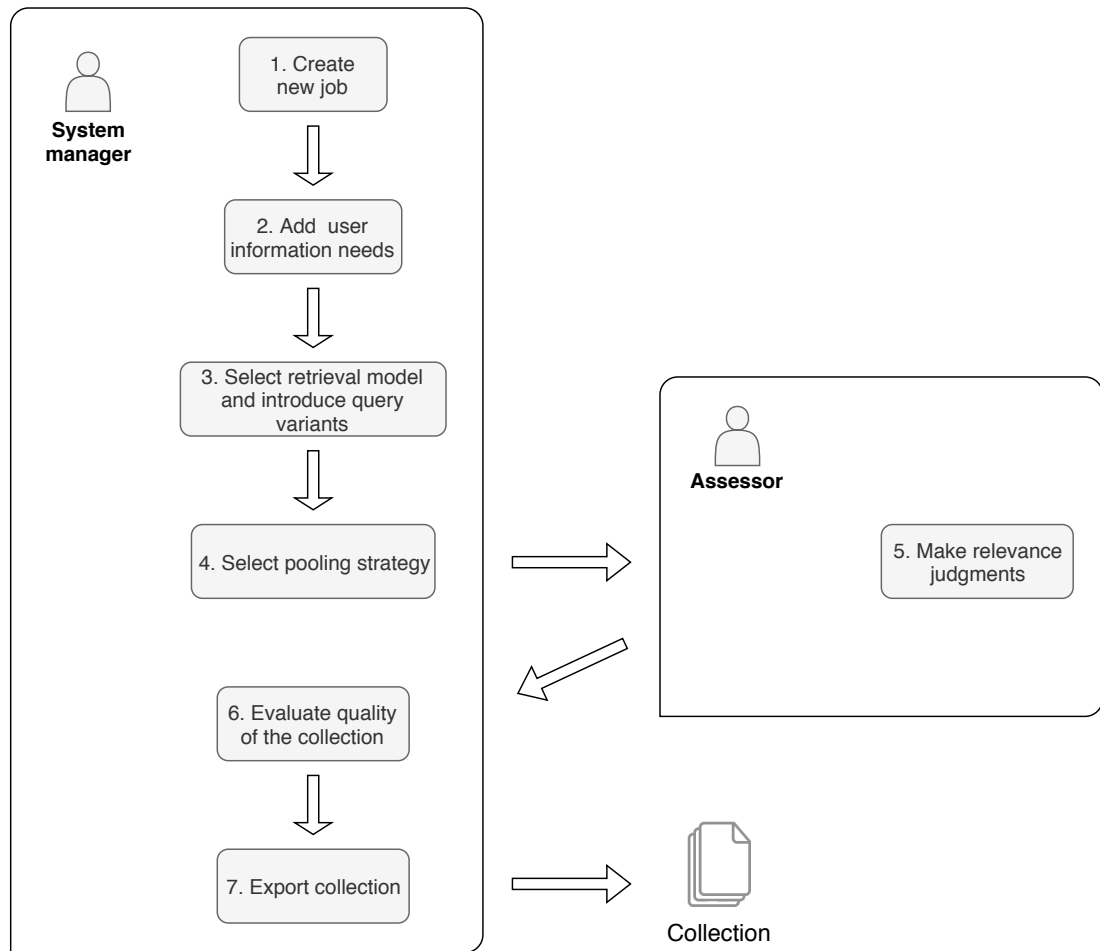 System
manager
1. Create
new job
2. Add user
information needs
3. Select retrieval model
and introduce query
variants
4. Select pooling strategy
Assessor
5. Make relevance
judgments
6. Evaluate quality
of the collection
7. Export collection
Collection